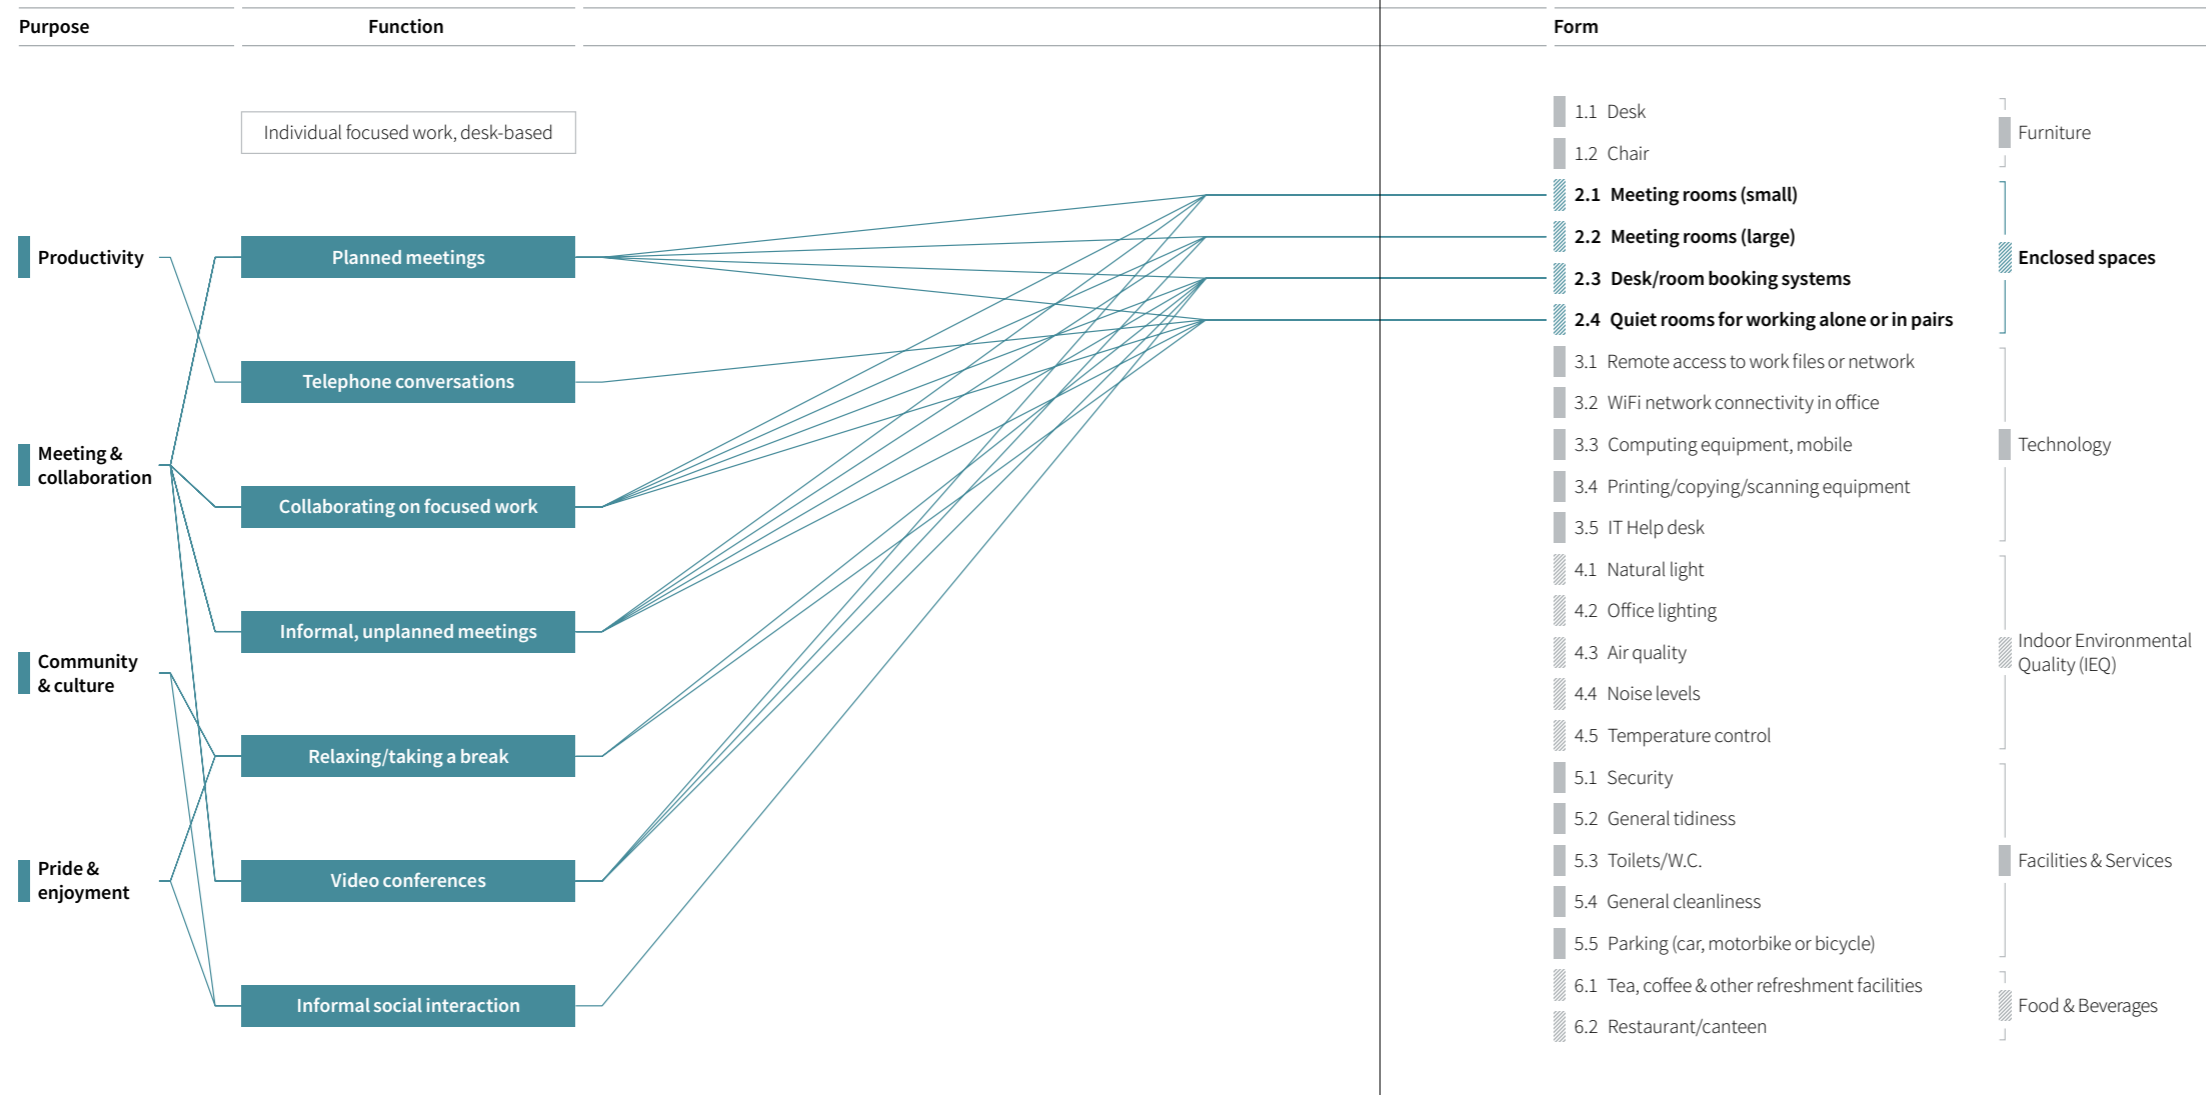 Purpose
Function
Form
Individual focused work, desk-based
Productivity
Meeting &
collaboration
Community
& culture
Pride &
enjoyment
Planned meetings
Telephone conversations
Collaborating on focused work
Informal, unplanned meetings
Relaxing/taking a break
Video conferences
Informal social interaction
1.1 Desk
1.2 Chair
2.1 Meeting rooms (small)
2.2 Meeting rooms (large)
2.3 Desk/room booking systems
2.4 Quiet rooms for working alone or in pairs
3.1 Remote access to work files or network
3.2 WiFi network connectivity in office
3.3 Computing equipment, mobile
3.4 Printing/copying/scanning equipment
3.5 IT Help desk
4.1 Natural light
4.2 Office lighting
4.3 Air quality
4.4 Noise levels
4.5 Temperature control
5.1 Security
5.2 General tidiness
5.3 Toilets/W.C.
5.4 General cleanliness
5.5 Parking (car, motorbike or bicycle)
6.1 Tea, coffee & other refreshment facilities
6.2 Restaurant/canteen
Furniture
Enclosed spaces
Technology
Indoor Environmental
Quality (IEQ)
Facilities & Services
Food & Beverages